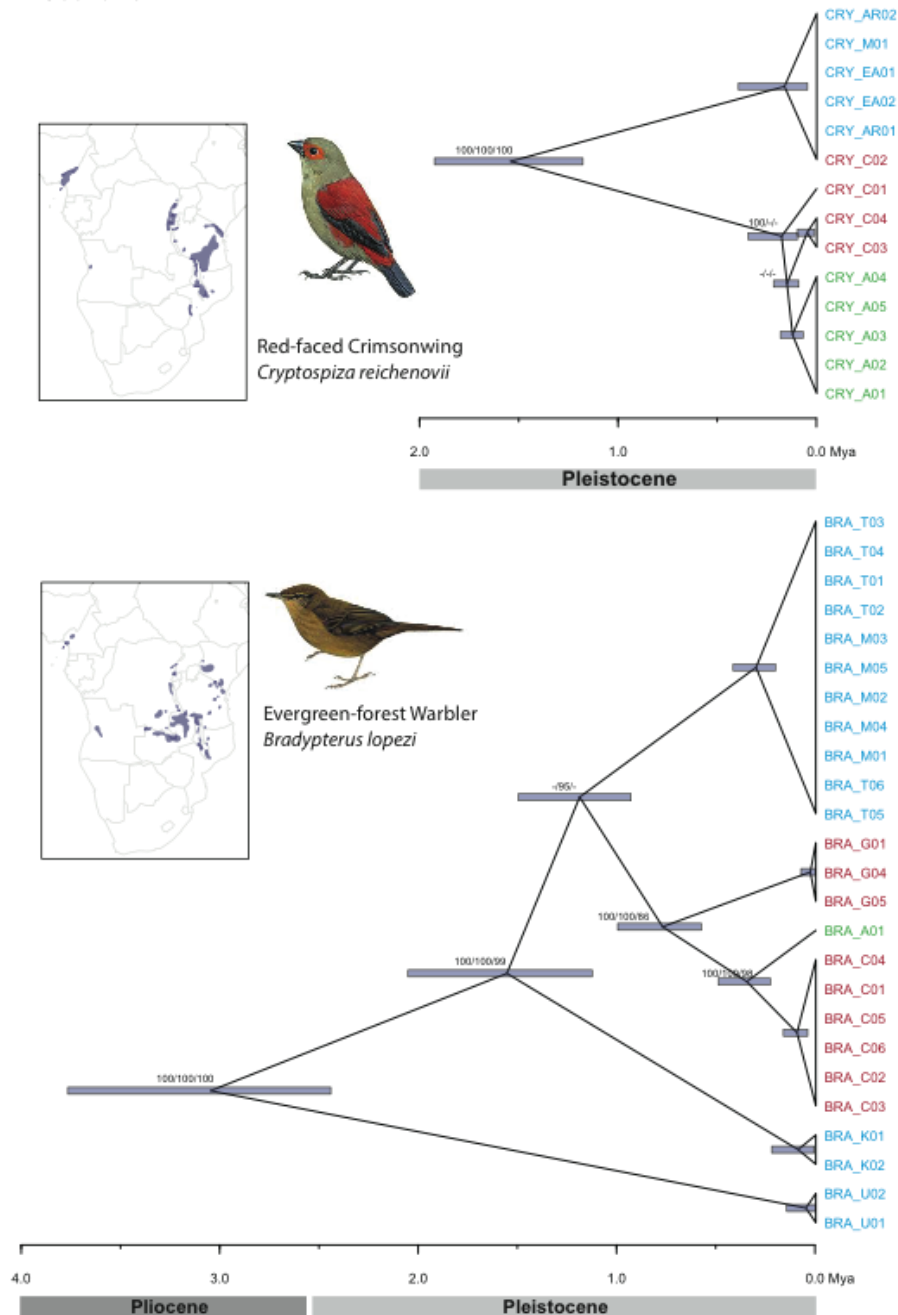 CRY_AR02
CRY_M01
CRY_EA01
CRY_EA02
CRY_AR01
100/100/100
CRY_C02
CRY_C01
100/-/-
CRY_C04
CRY_C03
-/-/-
CRY_A04
CRY_A05
CRY_A03
CRY_A02
CRY_A01
Red-faced Crimsonwing
Cryptospiza reichenovii
2.0 1.0 0.0 Mya
Pleistocene
BRA_T03
BRA_T04
BRA_T01
BRA_T02
BRA_M03
BRA_M05
BRA_M02
BRA_M04
BRA_M01
BRA_T06
BRA_T05
Evergreen-forest Warbler
Bradypterus lopezi
-/95/-
BRA_G01
BRA_G04
BRA_G05
100/100/86
BRA_A01
BRA_C04
100/100/99
100/100/98
BRA_C01
BRA_C05
BRA_C06
BRA_C02
100/100/100
BRA_C03
BRA_K01
BRA_K02
BRA_U02
BRA_U01
4.0 3.0 2.0 1.0 0.0 Mya
Pliocene Pleistocene